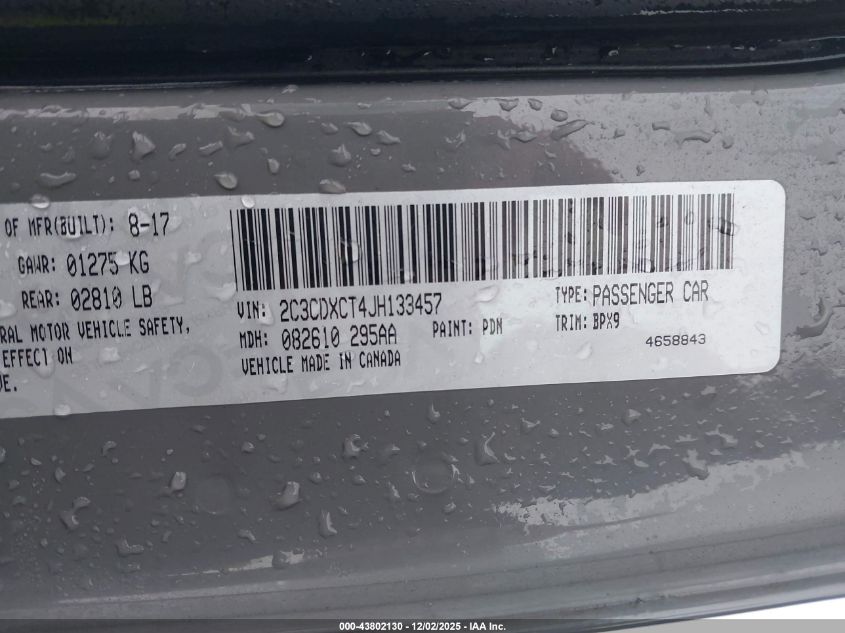 OF MFR(BUILT): 8-17
GAWR: 01275 KG
REAR: 02810 LB
RAL MOTOR VEHICLE SAFETY,
EFFECT ON
VE.
VIN: 2C3CDXCT4JH133457
TYPE: PASSENGER CAR
MDH: 082610 295AA
PAINT: PDN
TRIM: BPX9
VEHICLE MADE IN CANADA
4658843
000-43802130 - 12/02/2025 - IAA Inc.